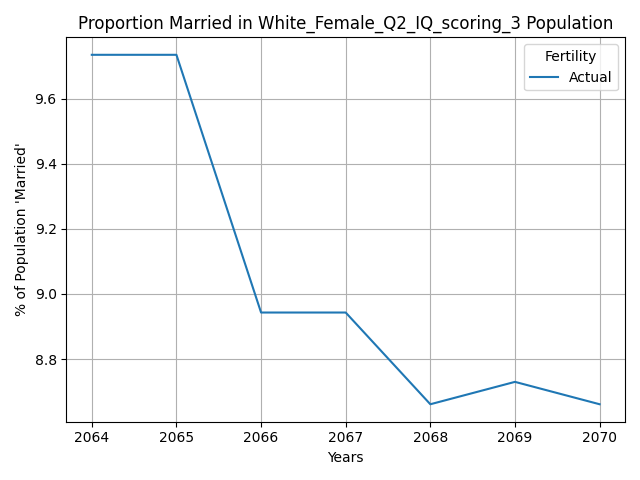 Proportion Married in White_Female_Q2_IQ_scoring_3 Population
Fertility
Actual
% of Population 'Married'
9.6
9.4
9.2
9.0
8.8
2064 2065 2066 2067 2068 2069 2070
Years